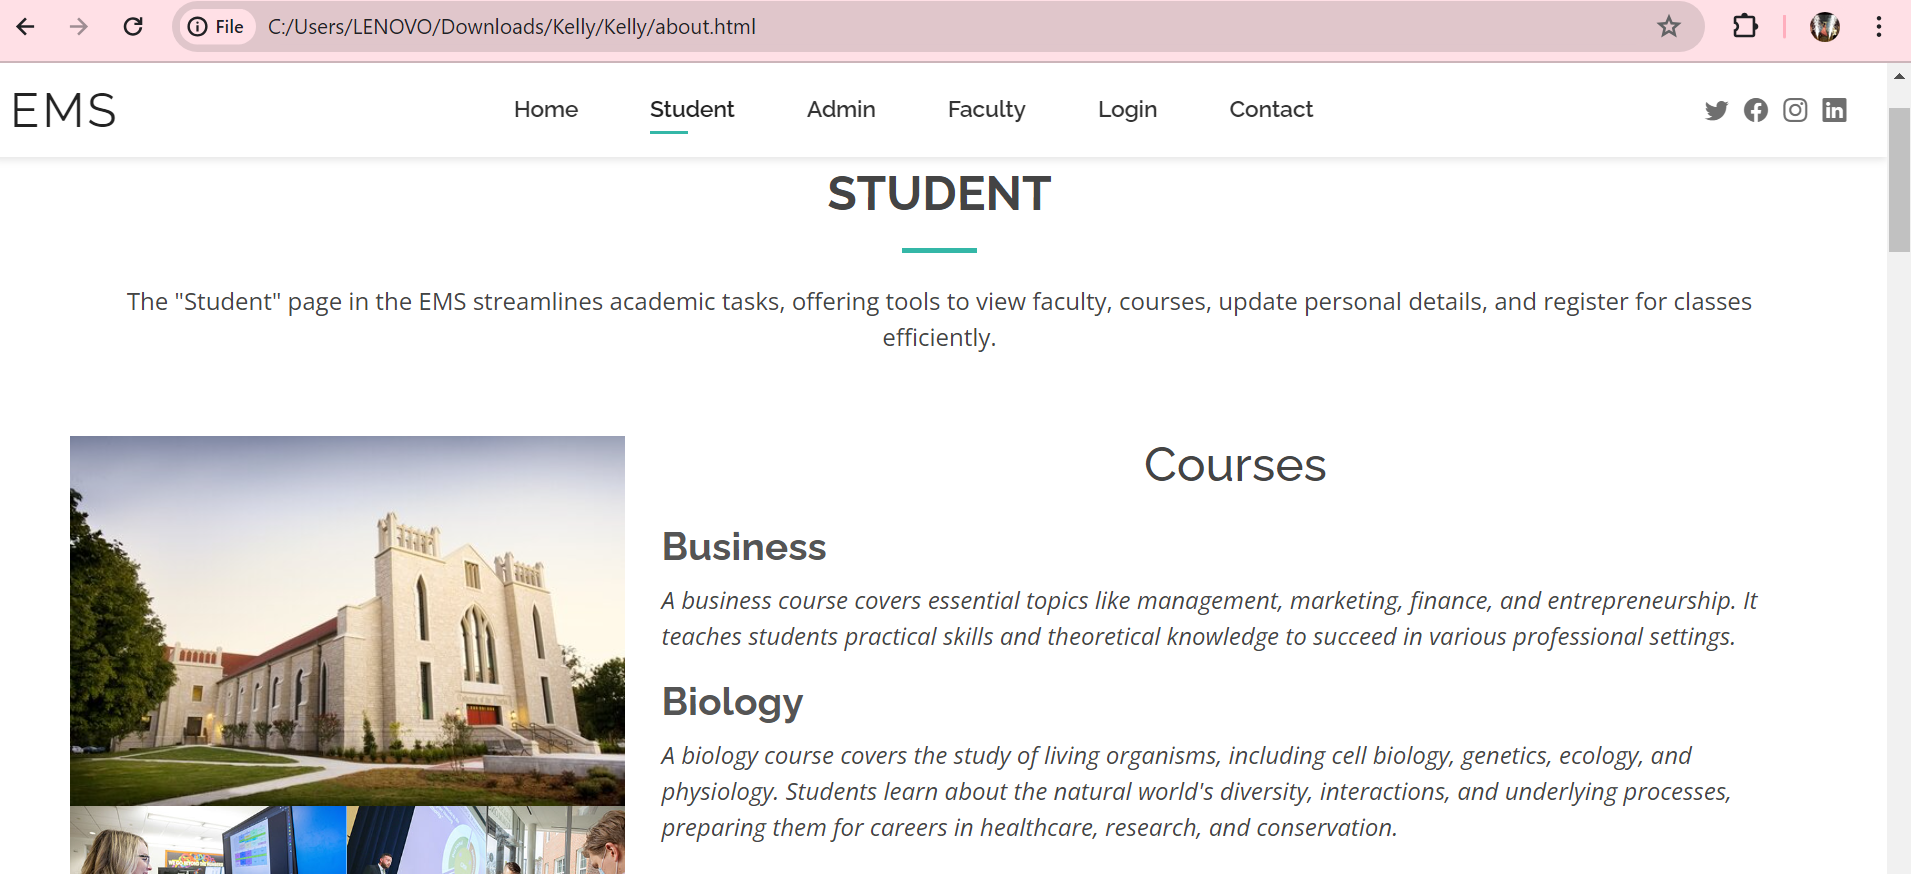 File C:/Users/LENOVO/Downloads/Kelly/Kelly/about.html
EMS Home Student Admin Faculty Login Contact
STUDENT
The "Student" page in the EMS streamlines academic tasks, offering tools to view faculty, courses, update personal details, and register for classes
efficiently.
Courses
Business
A business course covers essential topics like management, marketing, finance, and entrepreneurship. It
teaches students practical skills and theoretical knowledge to succeed in various professional settings.
Biology
A biology course covers the study of living organisms, including cell biology, genetics, ecology, and
physiology. Students learn about the natural world's diversity, interactions, and underlying processes,
preparing them for careers in healthcare, research, and conservation.